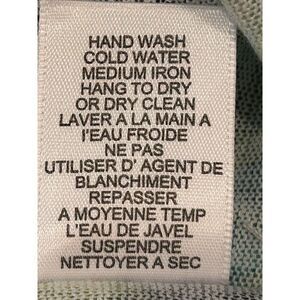 HAND WASH
COLD WATER
MEDIUM IRON
HANG TO DRY
OR DRY CLEAN
LAVER A LA MAIN A
I'EAU FROIDE
NE PAS
UTILISER D' AGENT DE
BLANCHIMENT
REPASSER
A MOYENNE TEMP
L'EAU DE JAVEL
SUSPENDRE
NETTOYER A SEC